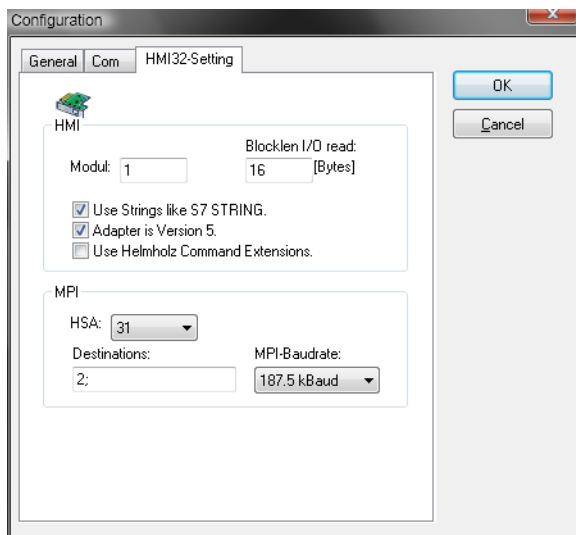 Configuration
General Com HMI32-Setting
OK
Cancel
HMI
Blocklen I/O read:
Modul: 1 16 [Bytes]
Use Strings like S7 STRING.
Adapter is Version 5.
Use Helmholz Command Extensions.
MPI
HSA: 31
Destinations: MPI-Baudrate:
2; 187.5 kBaud